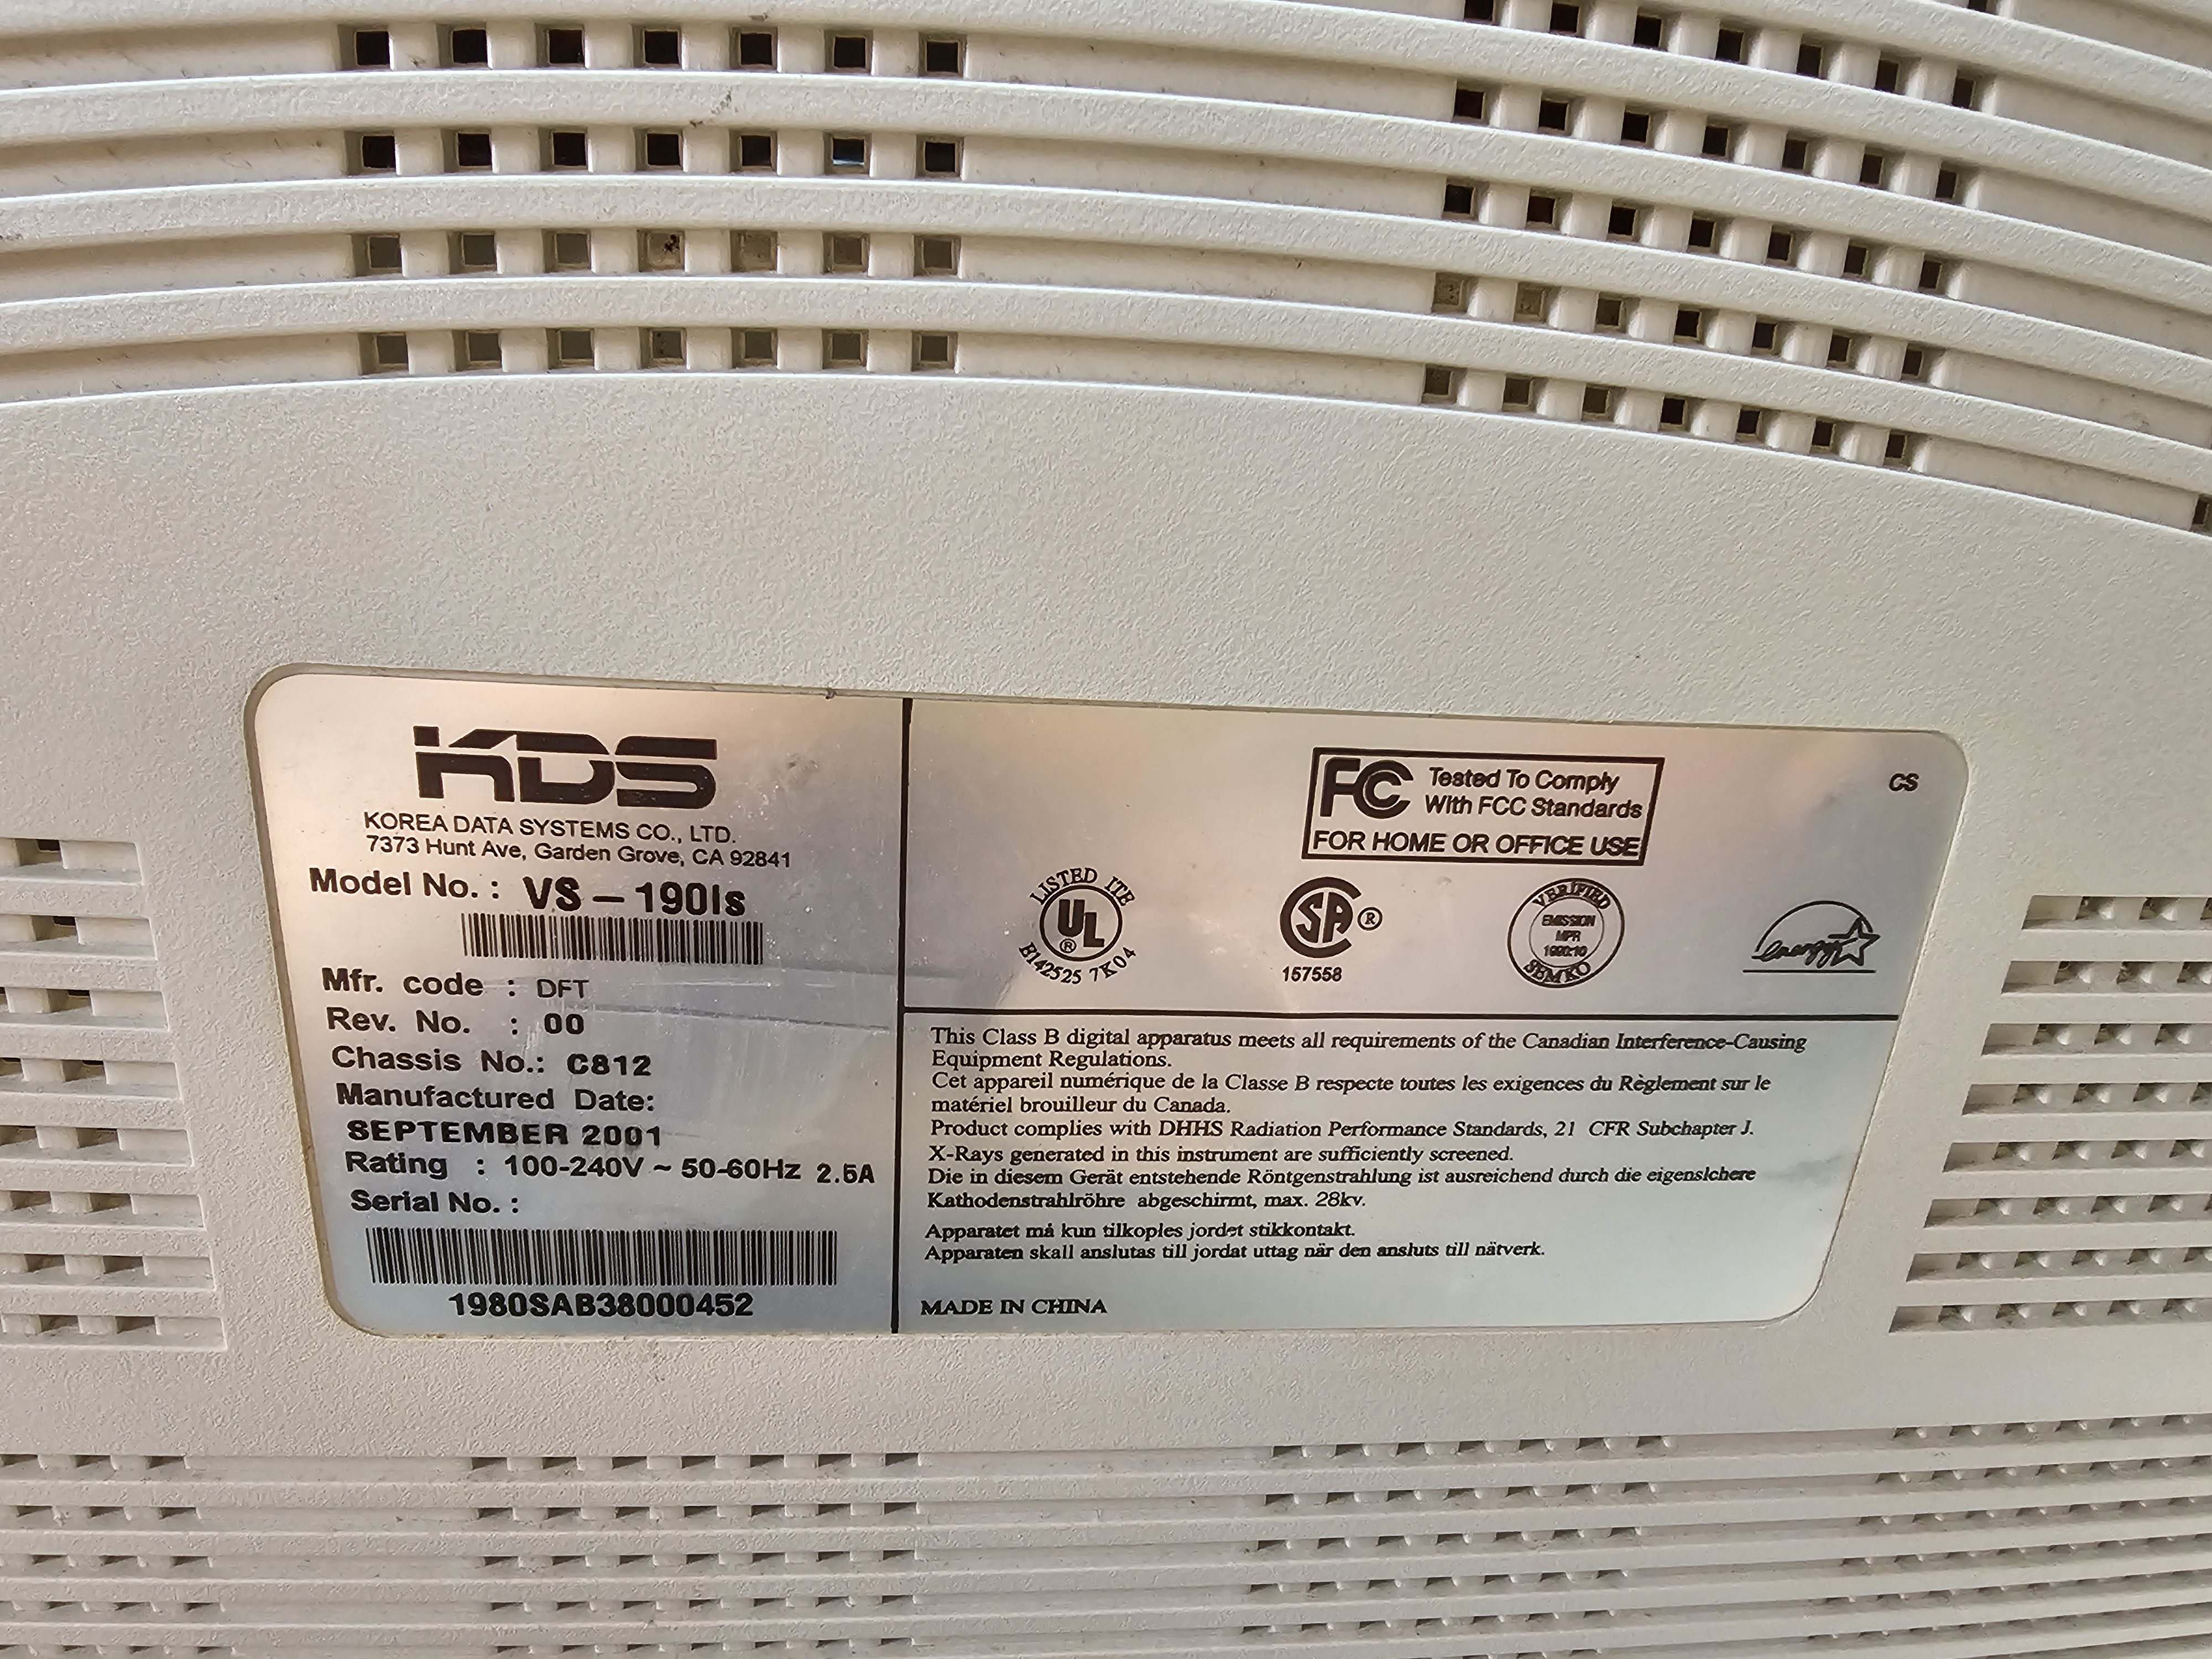 KDS
KOREA DATA SYSTEMS CO., LTD.
7373 Hunt Ave, Garden Grove, CA 92841
Model No. : VS – 190Is
Mfr. code : DFT
Rev. No. : 00
Chassis No.: C812
Manufactured Date:
SEPTEMBER 2001
Rating : 100-240V ~ 50-60Hz 2.5A
Serial No. :
1980SAB38000452
FC Tested To Comply
With FCC Standards
FOR HOME OR OFFICE USE
CS
LISTED ITE
UL ®
E142525 7K04
SA ®
157558
VERIFIED
EMISSION
MPR
1990:10
SEMKO
energy
This Class B digital apparatus meets all requirements of the Canadian Interference-Causing
Equipment Regulations.
Cet appareil numérique de la Classe B respecte toutes les exigences du Règlement sur le
matériel brouilleur du Canada.
Product complies with DHHS Radiation Performance Standards, 21 CFR Subchapter J.
X-Rays generated in this instrument are sufficiently screened.
Die in diesem Gerät entstehende Röntgenstrahlung ist ausreichend durch die eigensichere
Kathodenstrahlröhre abgeschirmt, max. 28kv.
Apparatet må kun tilkoples jordet stikkontakt.
Apparaten skall anslutas till jordat uttag när den ansluts till nätverk.
MADE IN CHINA